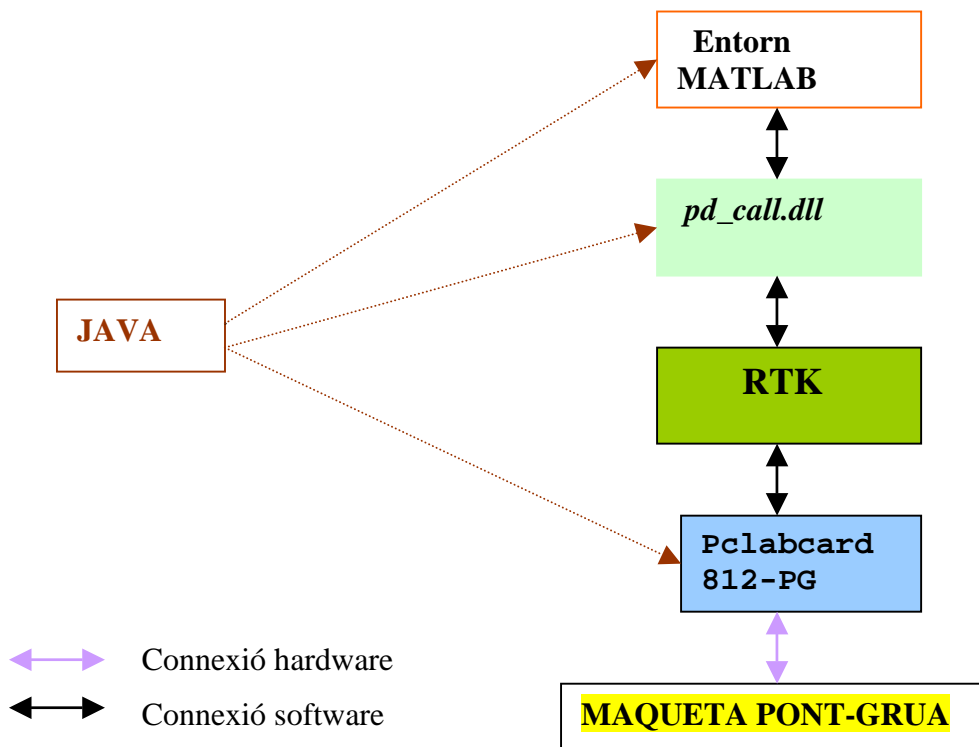 Entorn
MATLAB
pd_call.dll
JAVA
RTK
Pclabcard
812-PG
Connexió hardware
Connexió software
MAQUETA PONT-GRUA